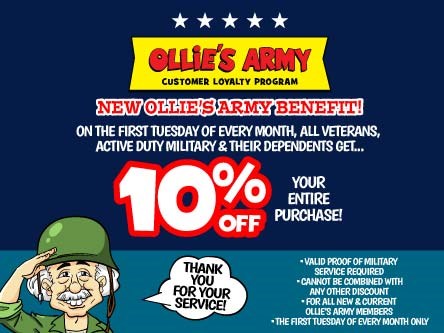 OLLIE'S ARMY
CUSTOMER LOYALTY PROGRAM
NEW OLLIE'S ARMY BENEFIT!
ON THE FIRST TUESDAY OF EVERY MONTH, ALL VETERANS,
ACTIVE DUTY MILITARY & THEIR DEPENDENTS GET...
10% OFF
YOUR
ENTIRE
PURCHASE!
THANK
YOU
FOR YOUR
SERVICE!
• VALID PROOF OF MILITARY
SERVICE REQUIRED
• CANNOT BE COMBINED WITH
ANY OTHER DISCOUNT
• FOR ALL NEW & CURRENT
OLLIE'S ARMY MEMBERS
• THE FIRST TUESDAY OF EVERY MONTH ONLY